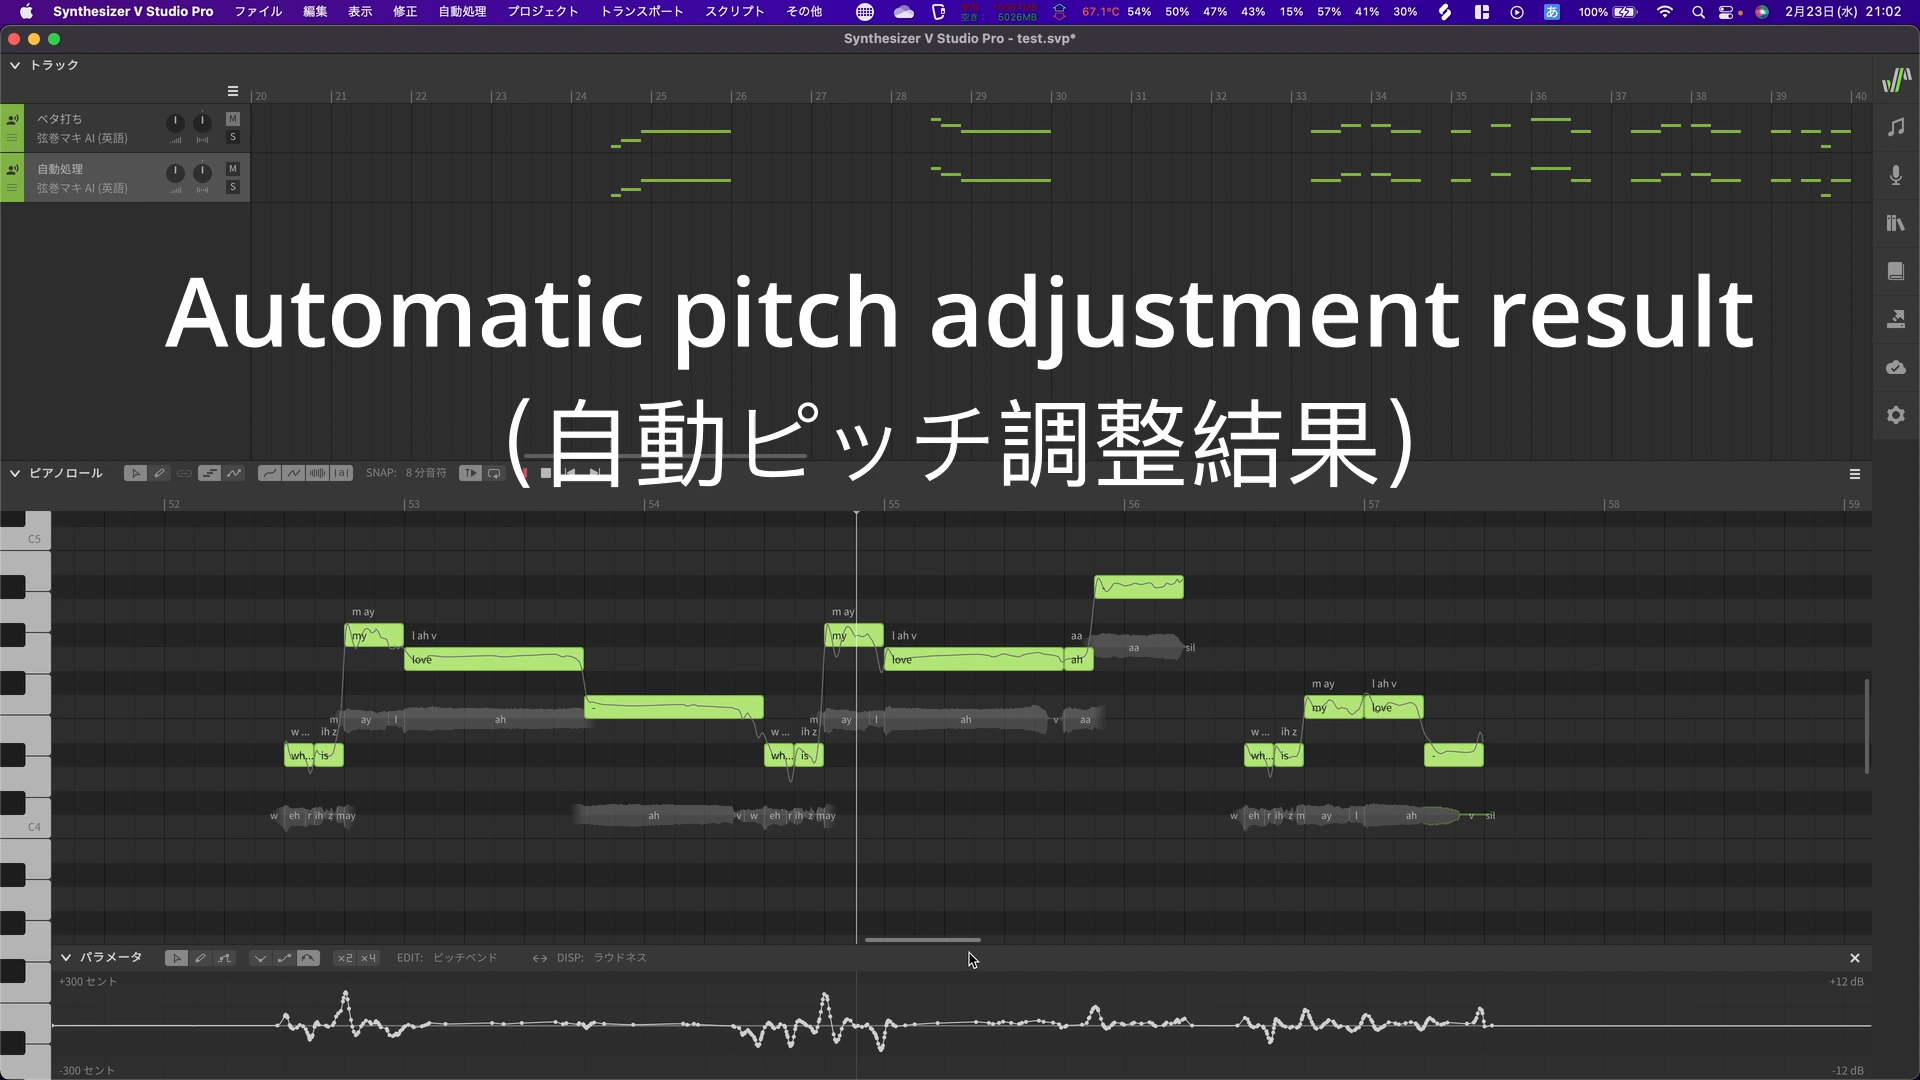 Synthesizer V Studio Pro ファイル 編集 表示 修正 自動処理 プロジェクト トランスポート スクリプト その他 空き: 5026MB 67.1°C 54% 50% 47% 43% 15% 57% 41% 30% あ 100% 2月23日(水) 21:02
Synthesizer V Studio Pro - test.svp*
トラック
20 21 22 23 24 25 26 27 28 29 30 31 32 33 34 35 36 37 38 39 40
ベタ打ち M
弦巻マキ AI (英語) S
自動処理 M
弦巻マキ AI (英語) S
Automatic pitch adjustment result
(自動ピッチ調整結果)
ピアノロール SNAP: 8 分音符
52 53 54 55 56 57 58 59
C5
m ay m ay
my l ah v my l ah v aa
love love ah aa sil
m ay l ah v l ah v
- my love
m ay l ah m ay l ah v aa
w ... ih z w ... ih z w ... ih z
wh... is wh... is wh... is -
w eh r ih z m ay ah v w eh r ih z m ay w eh r ih z m ay l ah v sil
C4
パラメータ x2 x4 EDIT: ピッチベンド DISP: ラウドネス
+300 セント +12 dB
-300 セント -12 dB